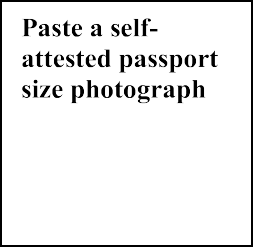 Paste a self-
attested passport
size photograph